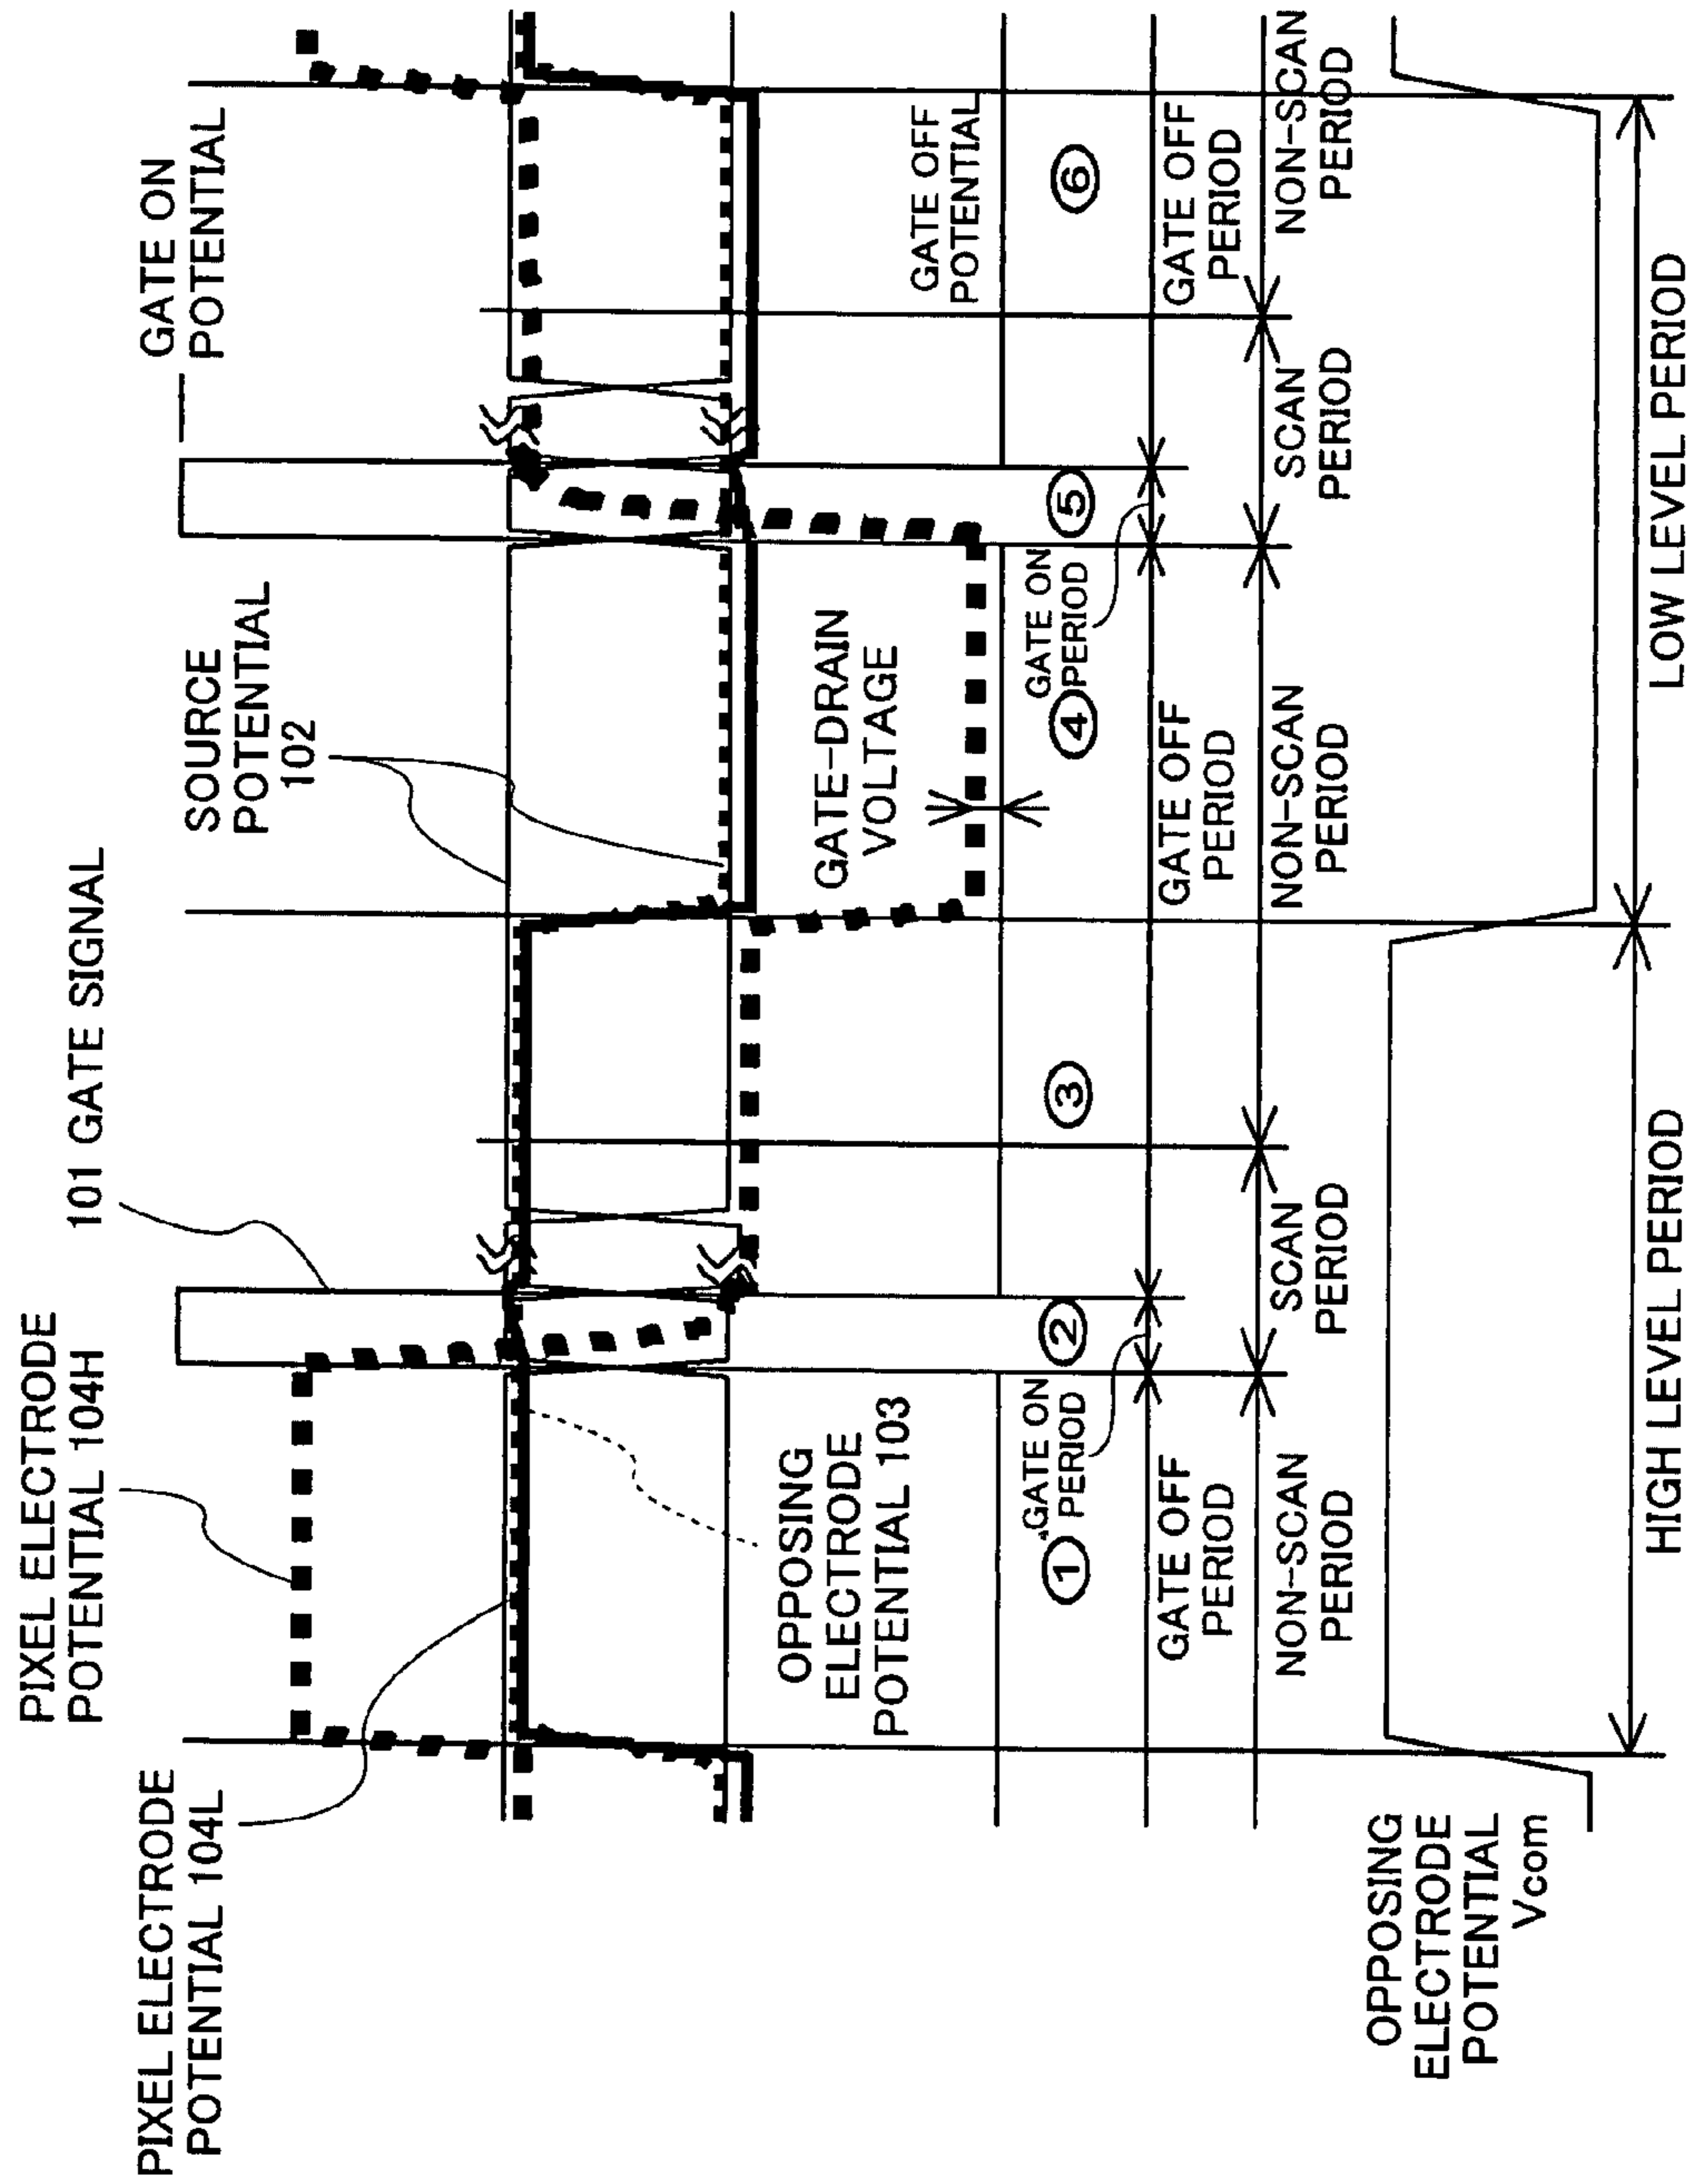 PIXEL ELECTRODE
POTENTIAL 104L
PIXEL ELECTRODE
POTENTIAL 104H
101 GATE SIGNAL
SOURCE
POTENTIAL
102
GATE ON
POTENTIAL
OPPOSING
ELECTRODE
POTENTIAL 103
GATE-DRAIN
VOLTAGE
GATE OFF
POTENTIAL
①
GATE ON
PERIOD
②
③
④
GATE ON
PERIOD
⑤
⑥
GATE OFF
PERIOD
GATE OFF
PERIOD
GATE OFF
PERIOD
NON-SCAN
PERIOD
SCAN
PERIOD
NON-SCAN
PERIOD
SCAN
PERIOD
NON-SCAN
PERIOD
OPPOSING
ELECTRODE
POTENTIAL
Vcom
HIGH LEVEL PERIOD
LOW LEVEL PERIOD